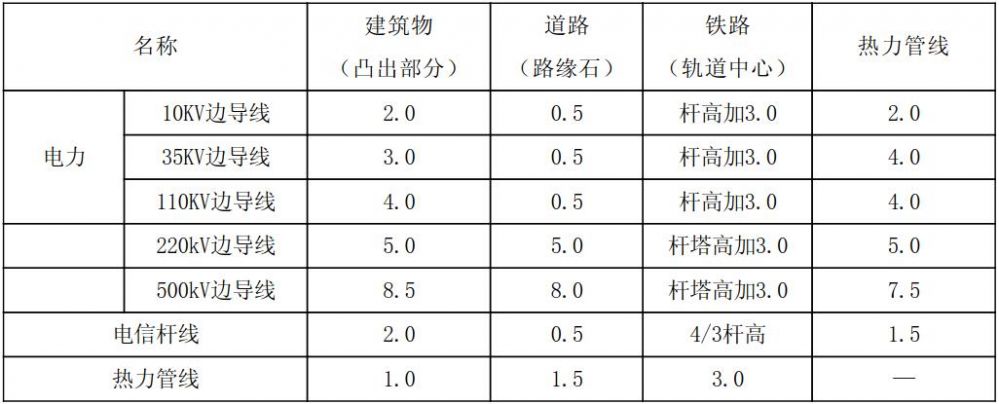 名称 建筑物 道路 铁路 热力管线
（凸出部分） （路缘石） （轨道中心）
电力 10KV边导线 2.0 0.5 杆高加3.0 2.0
35KV边导线 3.0 0.5 杆高加3.0 4.0
110KV边导线 4.0 0.5 杆高加3.0 4.0
220kV边导线 5.0 5.0 杆塔高加3.0 5.0
500kV边导线 8.5 8.0 杆塔高加3.0 7.5
电信杆线 2.0 0.5 4/3杆高 1.5
热力管线 1.0 1.5 3.0 —